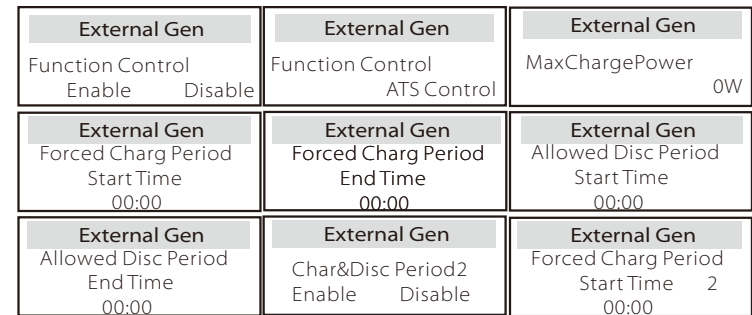 External Gen
Function Control
Enable Disable
External Gen
Function Control
ATS Control
External Gen
MaxChargePower
0W
External Gen
Forced Charg Period
Start Time
00:00
External Gen
Forced Charg Period
End Time
00:00
External Gen
Allowed Disc Period
Start Time
00:00
External Gen
Allowed Disc Period
End Time
00:00
External Gen
Char&Disc Period2
Enable Disable
External Gen
Forced Charg Period
Start Time 2
00:00